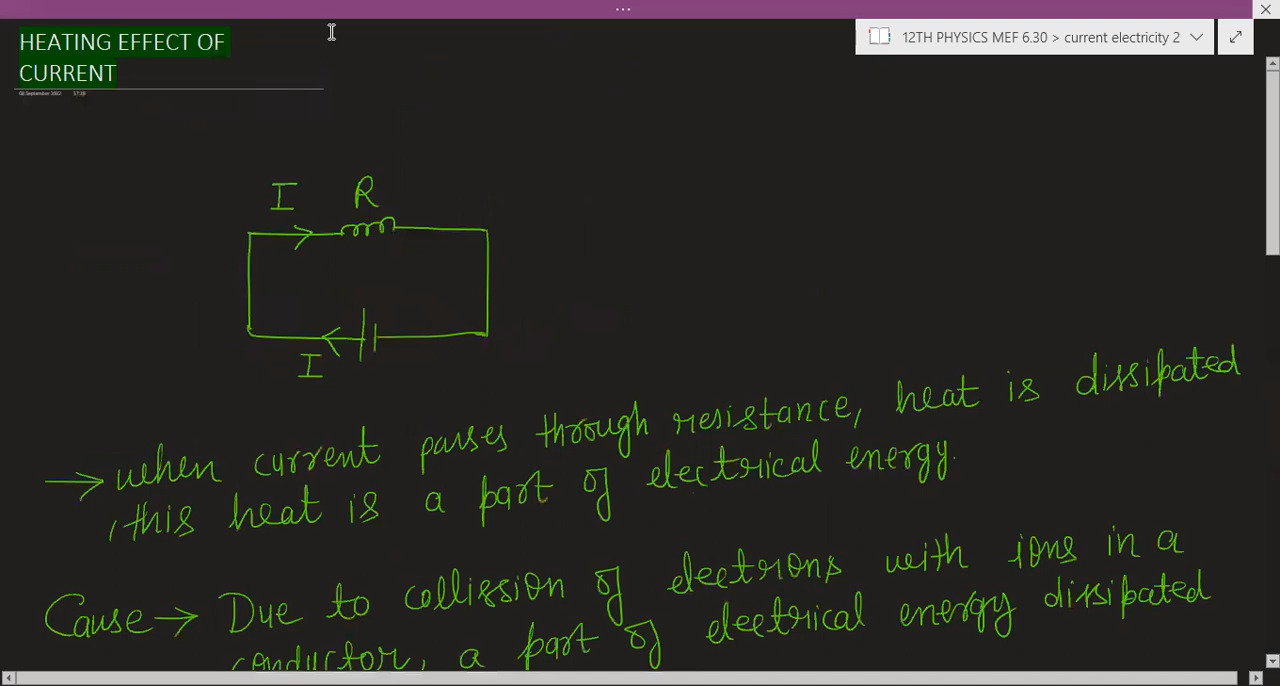 12TH PHYSICS MEF 6.30 > current electricity 2
HEATING EFFECT OF
CURRENT
I R
I
→ when current passes through resistance, heat is dissipated
, this heat is a part of electrical energy.
Cause → Due to collission of electrons with ions in a
conductor, a part of electrical energy dissipated